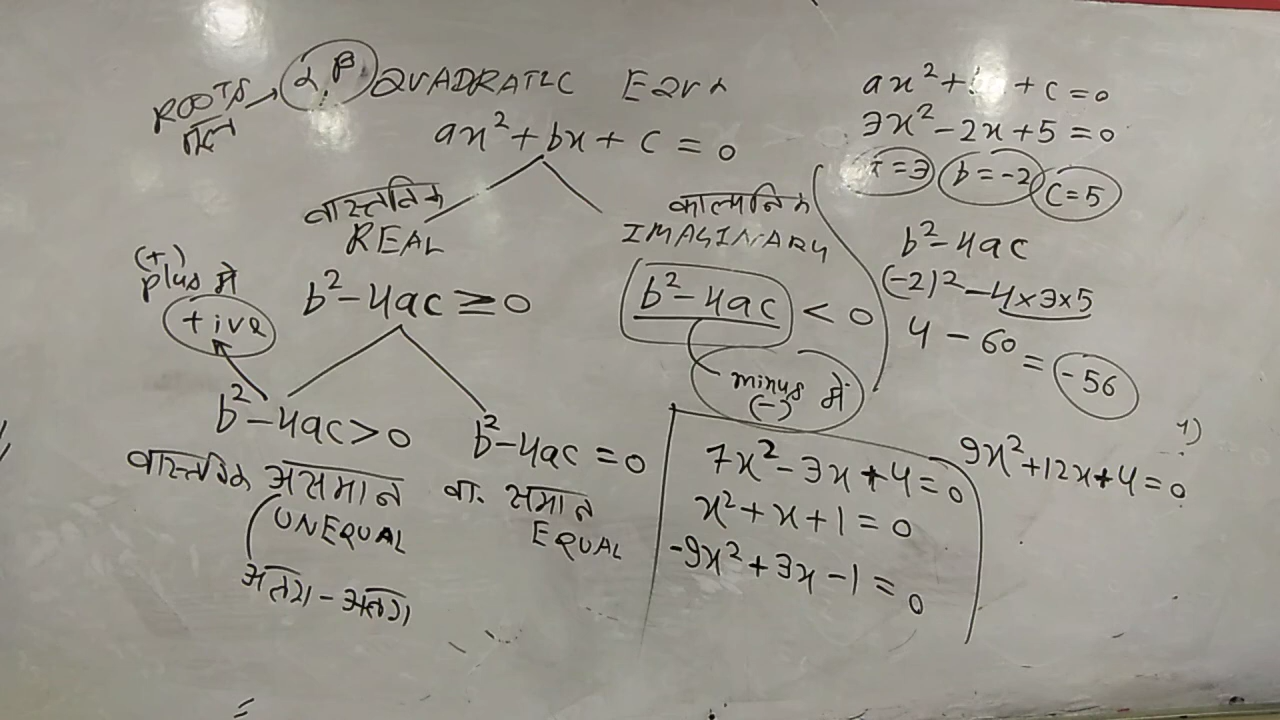 ROOTS → α, β QUADRATIC EQUN
मूल
ax² + bx + c = 0
वास्तविक
REAL
काल्पनिक
IMAGINARY
(+)
plus में
+ive
b² - 4ac ≥ 0
b² - 4ac < 0
minus में
(-)
b² - 4ac > 0
b² - 4ac = 0
वास्तविक असमान
UNEQUAL
अलग - अलग
वा. समान
EQUAL
ax² + + c = 0
3x² - 2x + 5 = 0
= 3 b = -2 c = 5
b² - 4ac
(-2)² - 4 × 3 × 5
4 - 60 = -56
7x² - 3x + 4 = 0
x² + x + 1 = 0
-9x² + 3x - 1 = 0
1)
9x² + 12x + 4 = 0